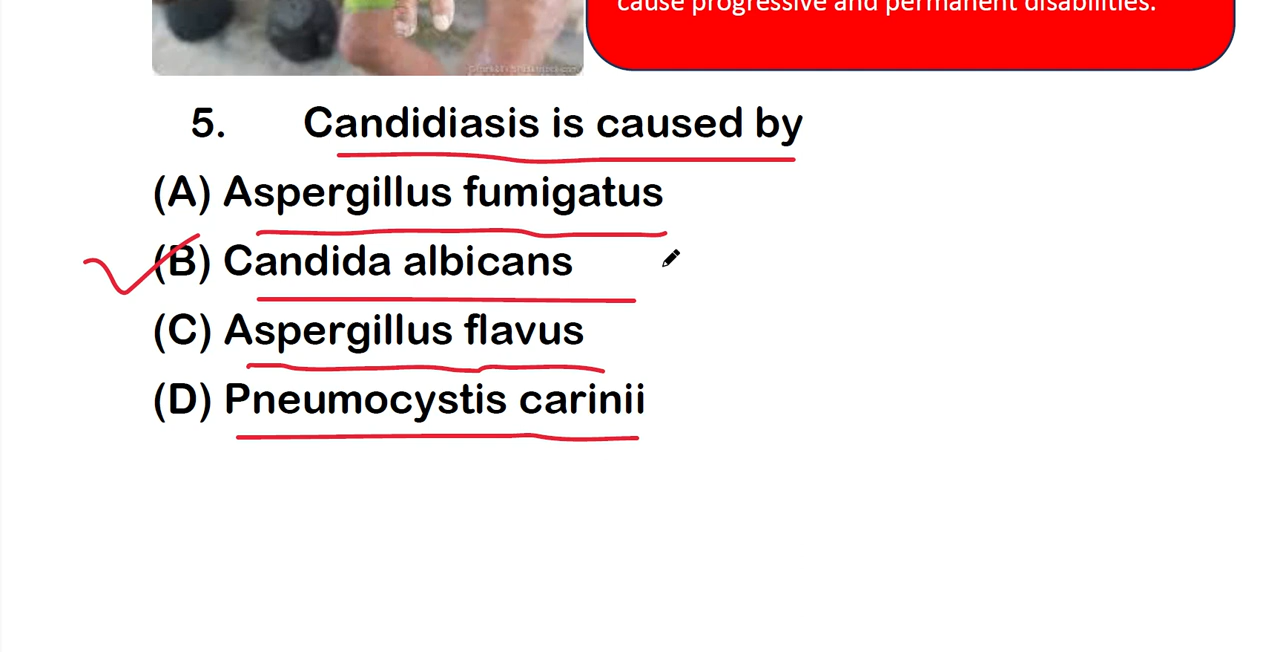 cause progressive and permanent disabilities.
5. Candidiasis is caused by
(A) Aspergillus fumigatus
(B) Candida albicans
(C) Aspergillus flavus
(D) Pneumocystis carinii